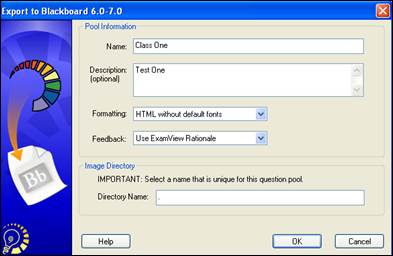 Export to Blackboard 6.0-7.0
Pool Information
Name: Class One
Description: Test One
(optional)
Formatting: HTML without default fonts
Feedback: Use ExamView Rationale
Image Directory
IMPORTANT: Select a name that is unique for this question pool.
Directory Name: .
Bb
Help OK Cancel